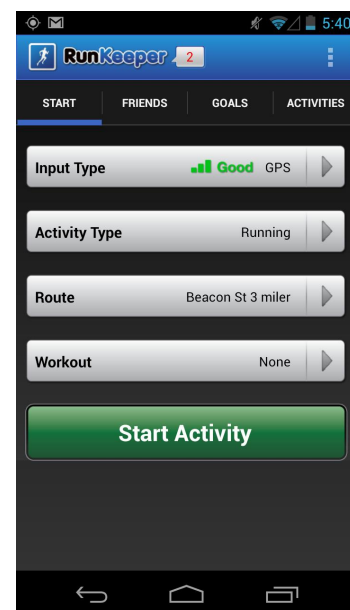 5:40
RunKeeper 2
START FRIENDS GOALS ACTIVITIES
Input Type Good GPS
Activity Type Running
Route Beacon St 3 miler
Workout None
Start Activity